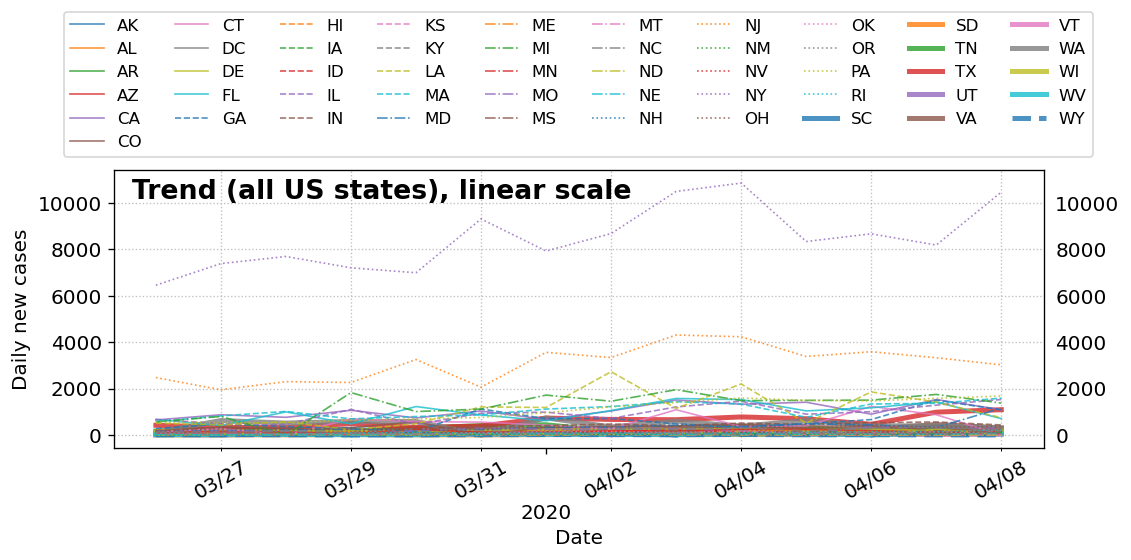 AK CT HI KS ME MT NJ OK SD VT
AL DC IA KY MI NC NM OR TN WA
AR DE ID LA MN ND NV PA TX WI
AZ FL IL MA MO NE NY RI UT WV
CA GA IN MD MS NH OH SC VA WY
CO
Trend (all US states), linear scale
10000 10000
8000 8000
6000 6000
4000 4000
2000 2000
0 0
Daily new cases
03/27 03/29 03/31 04/02 04/04 04/06 04/08
2020
Date